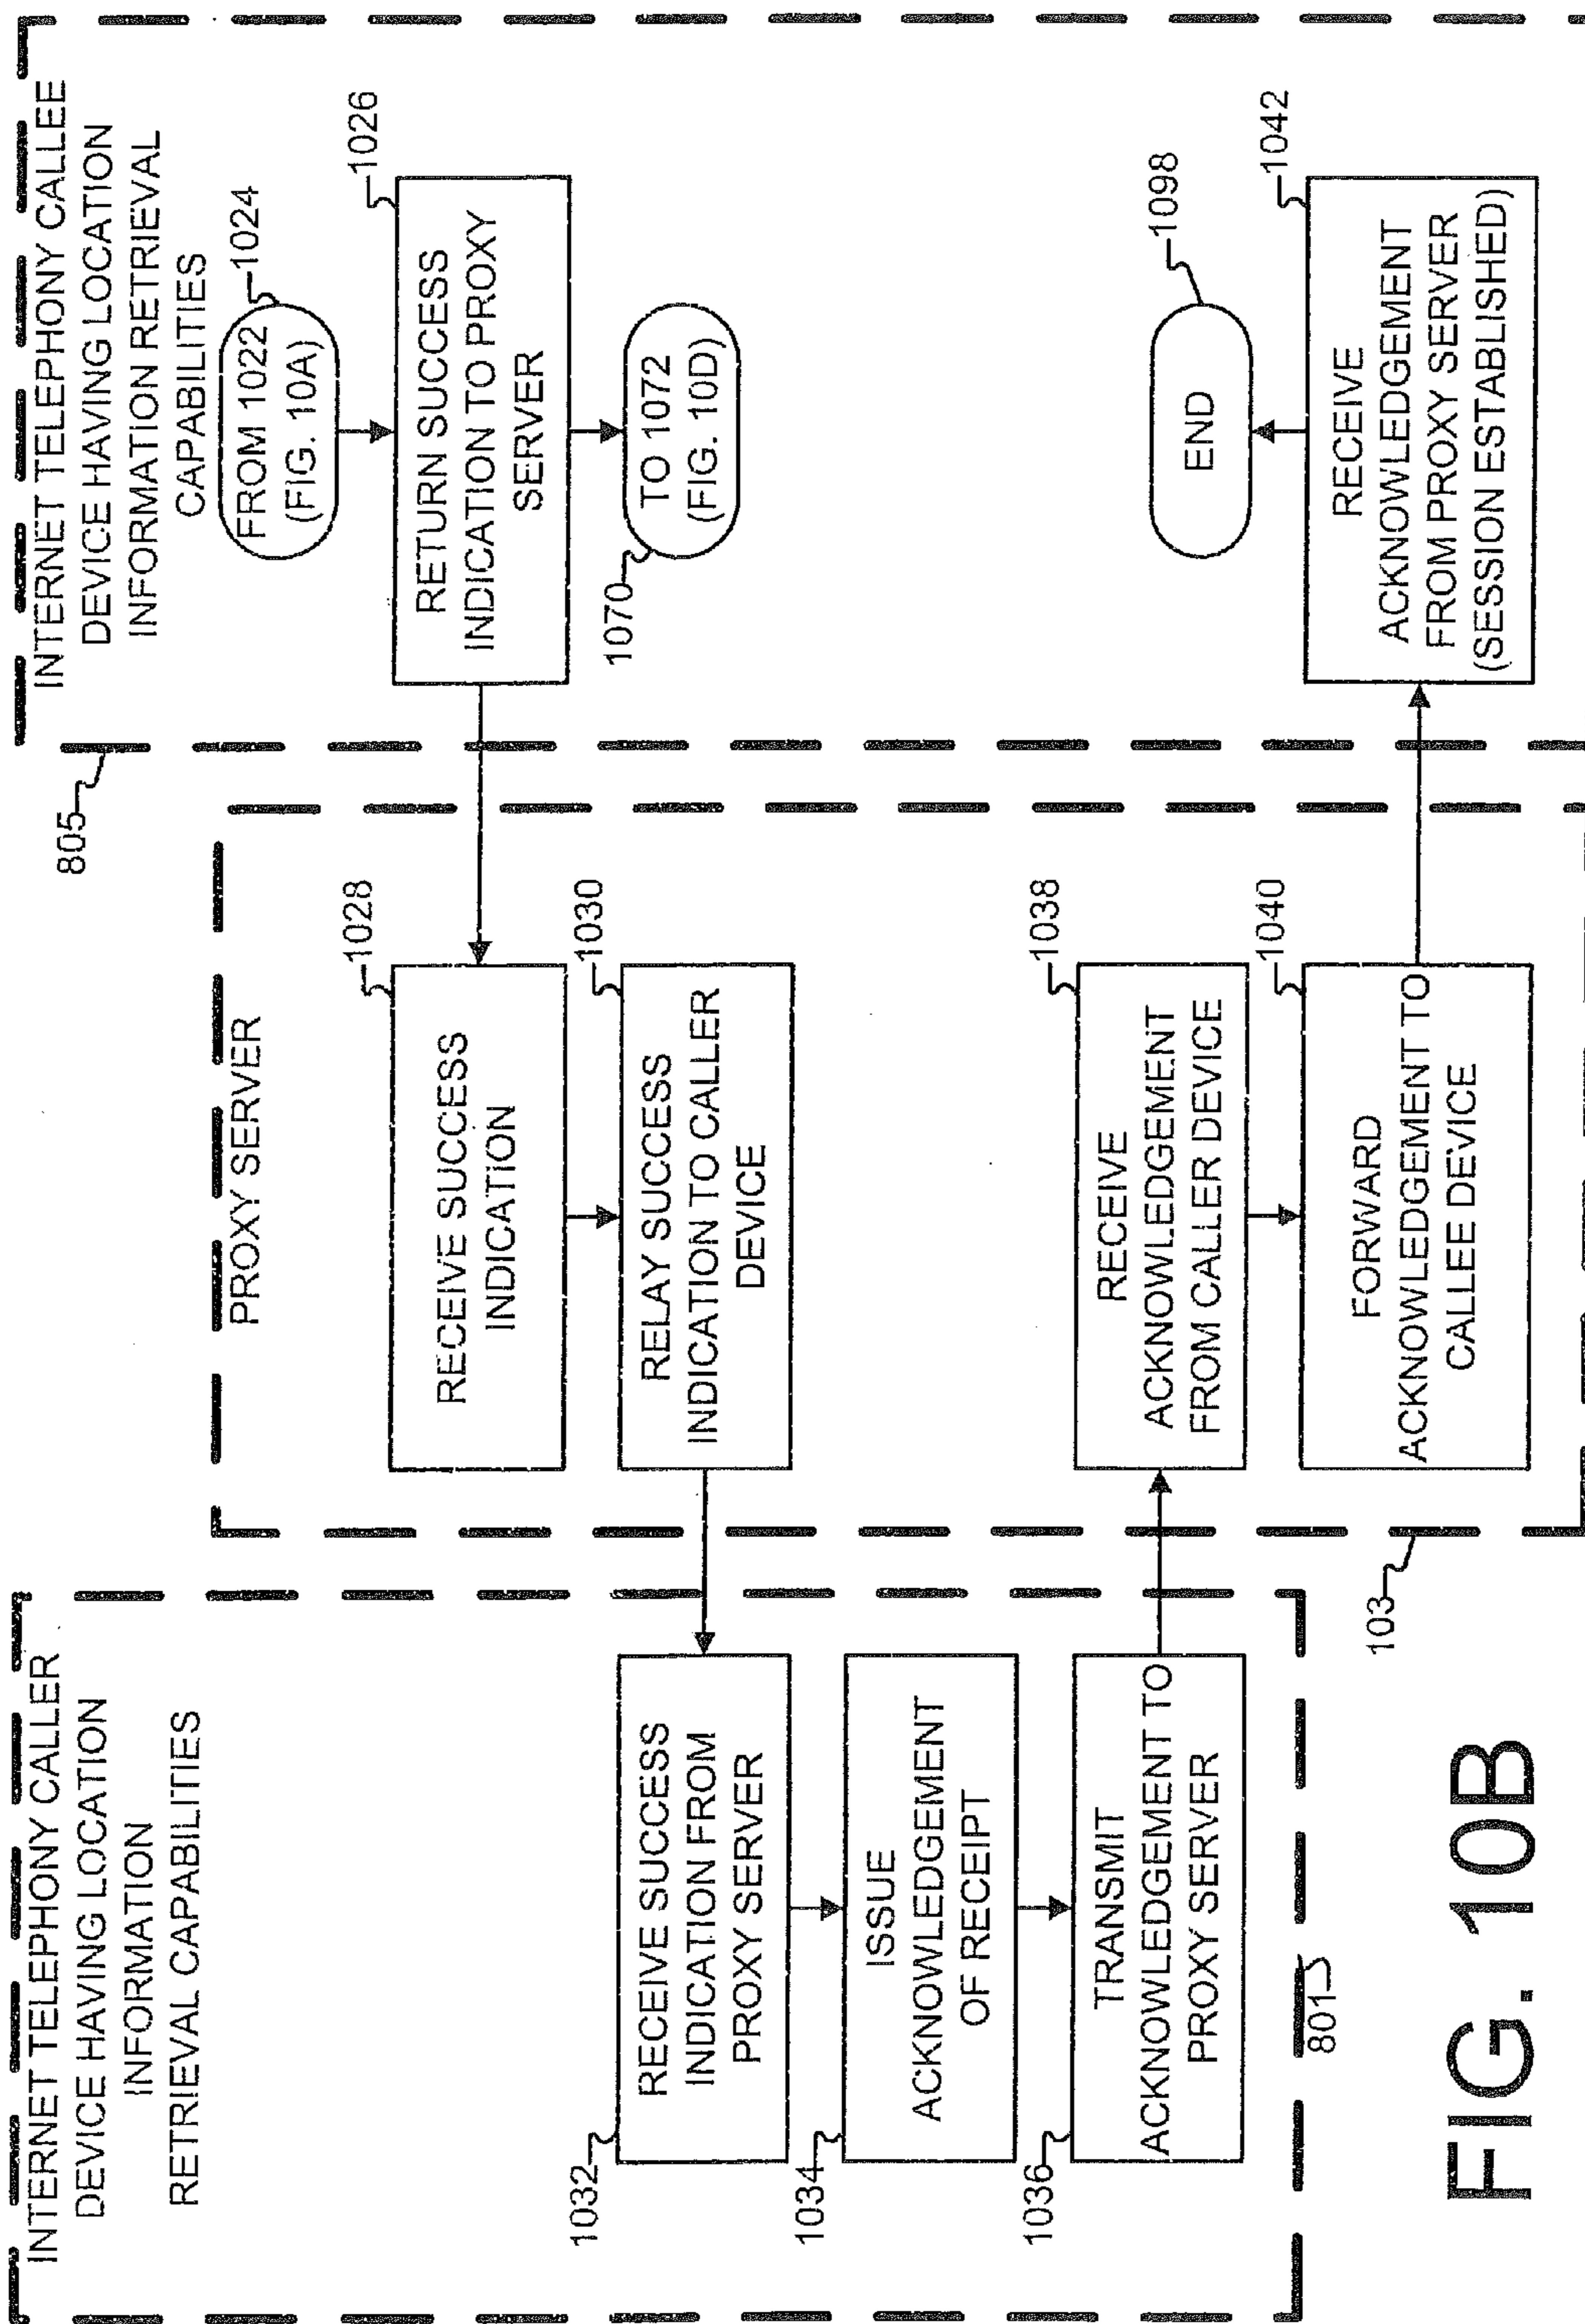 INTERNET TELEPHONY CALLER
DEVICE HAVING LOCATION
INFORMATION
RETRIEVAL CAPABILITIES
1032
RECEIVE SUCCESS
INDICATION FROM
PROXY SERVER
1034
ISSUE
ACKNOWLEDGEMENT
OF RECEIPT
1036
TRANSMIT
ACKNOWLEDGEMENT TO
PROXY SERVER
801
PROXY SERVER
1028
RECEIVE SUCCESS
INDICATION
1030
RELAY SUCCESS
INDICATION TO CALLER
DEVICE
1038
RECEIVE
ACKNOWLEDGEMENT
FROM CALLER DEVICE
1040
FORWARD
ACKNOWLEDGEMENT TO
CALLEE DEVICE
103
805
INTERNET TELEPHONY CALLEE
DEVICE HAVING LOCATION
INFORMATION RETRIEVAL
CAPABILITIES
FROM 1022
(FIG. 10A)
1024
1026
RETURN SUCCESS
INDICATION TO PROXY
SERVER
1070
TO 1072
(FIG. 10D)
1098
END
1042
RECEIVE
ACKNOWLEDGEMENT
FROM PROXY SERVER
(SESSION ESTABLISHED)
FIG. 10B